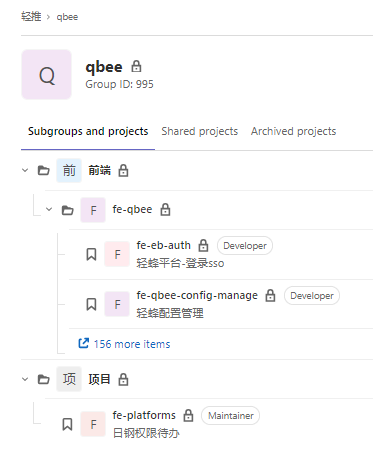 轻推 › qbee
Q
qbee
Group ID: 995
Subgroups and projects Shared projects Archived projects
前 前端
F fe-qbee
F fe-eb-auth Developer
轻蜂平台-登录sso
F fe-qbee-config-manage Developer
轻蜂配置管理
156 more items
项 顶目
F fe-platforms Maintainer
日钢权限待办